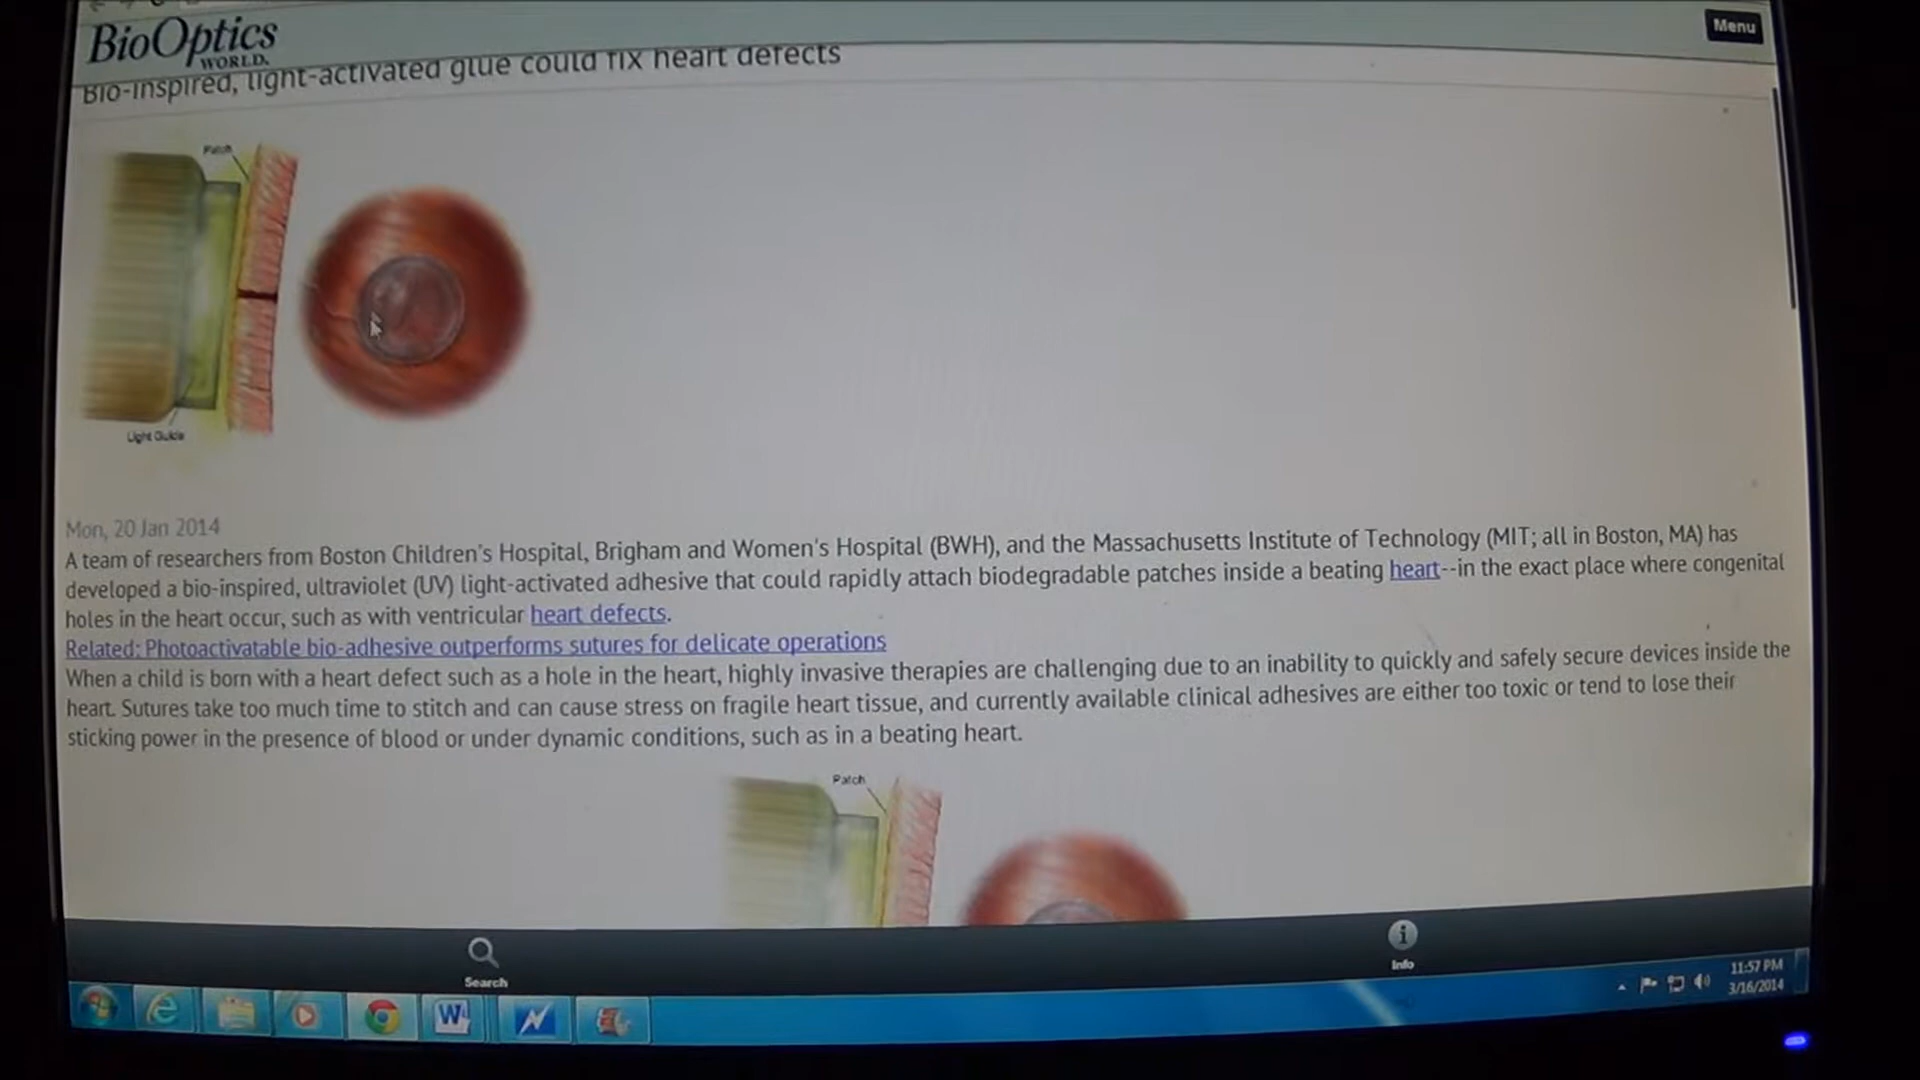 BioOptics
WORLD.
Menu
Bio-inspired, light-activated glue could fix heart defects
Patch
Light Guide
Mon, 20 Jan 2014
A team of researchers from Boston Children's Hospital, Brigham and Women's Hospital (BWH), and the Massachusetts Institute of Technology (MIT; all in Boston, MA) has
developed a bio-inspired, ultraviolet (UV) light-activated adhesive that could rapidly attach biodegradable patches inside a beating heart--in the exact place where congenital
holes in the heart occur, such as with ventricular heart defects.
Related: Photoactivatable bio-adhesive outperforms sutures for delicate operations
When a child is born with a heart defect such as a hole in the heart, highly invasive therapies are challenging due to an inability to quickly and safely secure devices inside the
heart. Sutures take too much time to stitch and can cause stress on fragile heart tissue, and currently available clinical adhesives are either too toxic or tend to lose their
sticking power in the presence of blood or under dynamic conditions, such as in a beating heart.
Patch
Search
Info
W
11:57 PM
3/16/2014